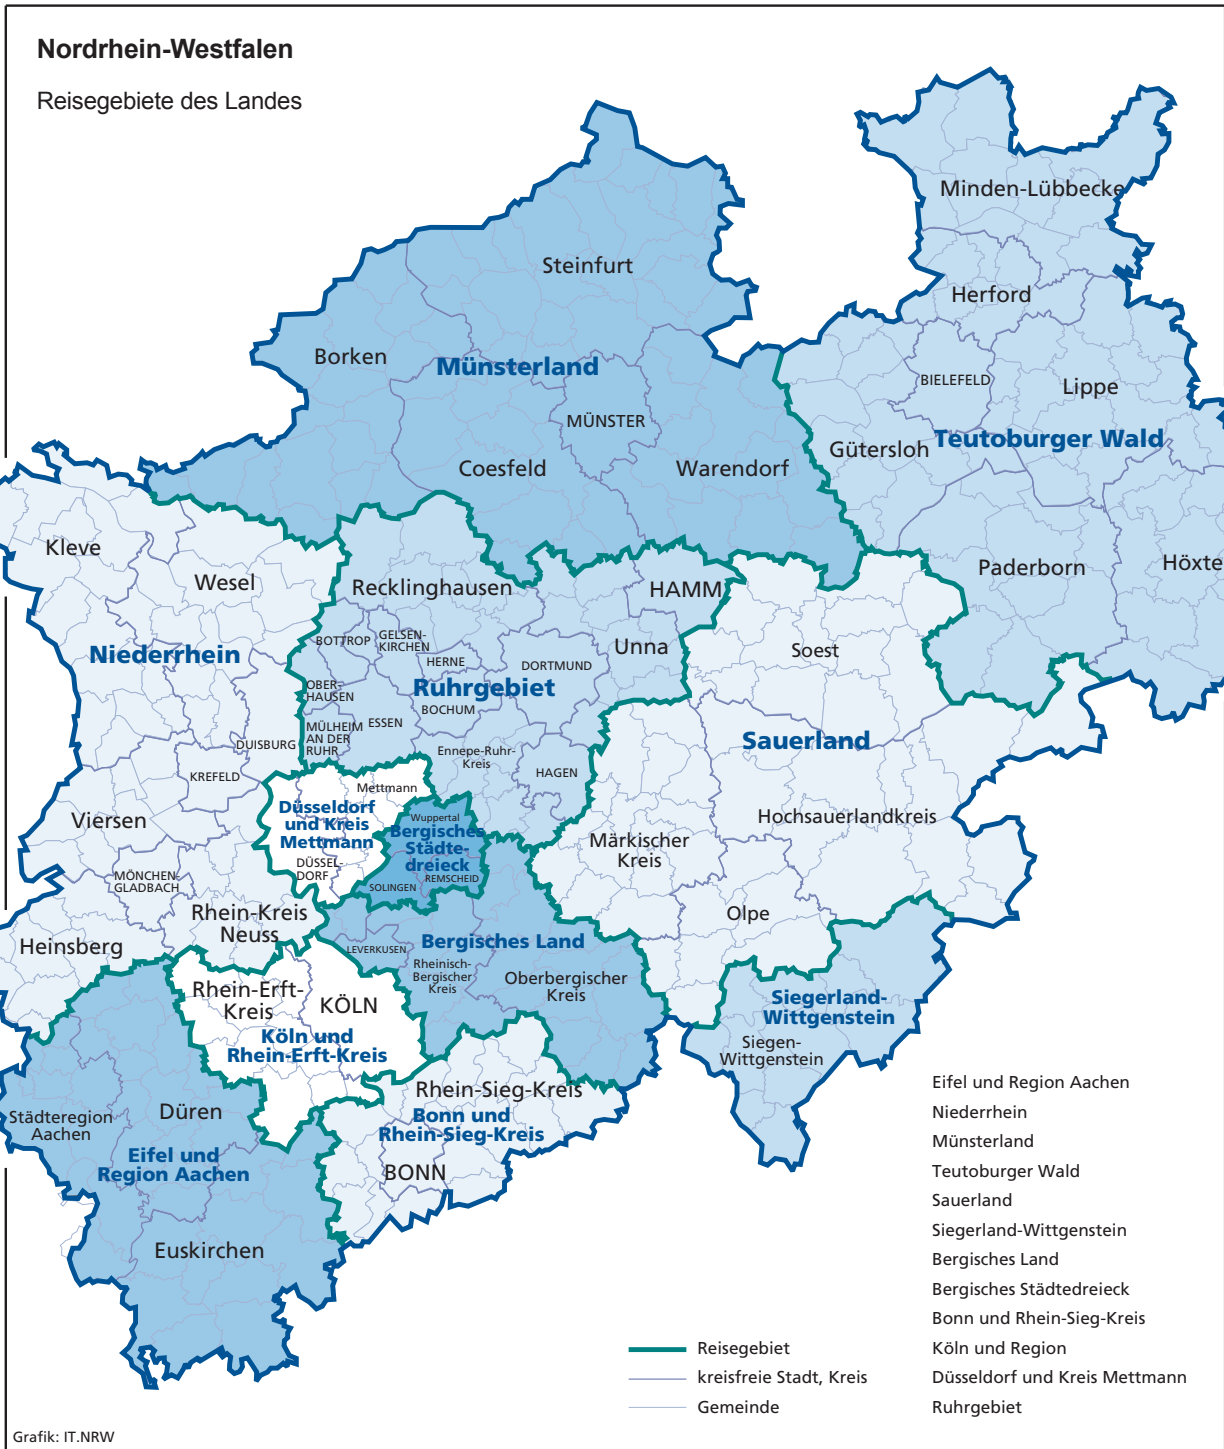 Nordrhein-Westfalen
Reisegebiete des Landes
Minden-Lübbecke
Steinfurt
Herford
Borken
Münsterland
BIELEFELD
Lippe
MÜNSTER
Teutoburger Wald
Gütersloh
Coesfeld
Warendorf
Kleve
Wesel
Recklinghausen
HAMM
Paderborn
Höxte
Niederrhein
BOTTROP
GELSEN-
KIRCHEN
HERNE
DORTMUND
Unna
Soest
Ruhrgebiet
OBER-
HAUSEN
BOCHUM
MÜLHEIM
AN DER
RUHR
ESSEN
DUISBURG
Ennepe-Ruhr-
Kreis
HAGEN
Sauerland
KREFELD
Mettmann
Düsseldorf
und Kreis
Mettmann
Viersen
Wuppertal
Bergisches
Städte-
dreieck
Hochsauerlandkreis
Märkischer
Kreis
DÜSSEL-
DORF
MÖNCHEN-
GLADBACH
SOLINGEN
REMSCHEID
Rhein-Kreis
Neuss
Olpe
Heinsberg
LEVERKUSEN
Bergisches Land
Rheinisch-
Bergischer
Kreis
Oberbergischer
Kreis
Rhein-Erft-
Kreis
KÖLN
Siegerland-
Wittgenstein
Köln und
Rhein-Erft-Kreis
Siegen-
Wittgenstein
Rhein-Sieg-Kreis
Städteregion
Aachen
Düren
Bonn und
Rhein-Sieg-Kreis
Eifel und
Region Aachen
BONN
Euskirchen
Eifel und Region Aachen
Niederrhein
Münsterland
Teutoburger Wald
Sauerland
Siegerland-Wittgenstein
Bergisches Land
Bergisches Städtedreieck
Bonn und Rhein-Sieg-Kreis
Köln und Region
Düsseldorf und Kreis Mettmann
Ruhrgebiet
Reisegebiet
kreisfreie Stadt, Kreis
Gemeinde
Grafik: IT.NRW